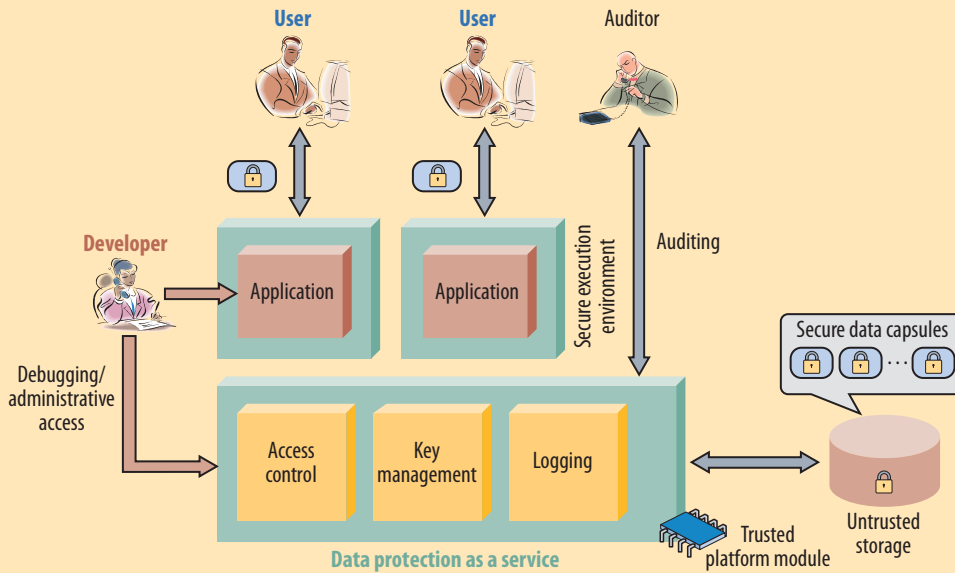 User
User
Auditor
Developer
Application
Application
Secure execution
environment
Auditing
Secure data capsules
...
Debugging/
administrative
access
Access
control
Key
management
Logging
Untrusted
storage
Trusted
platform module
Data protection as a service